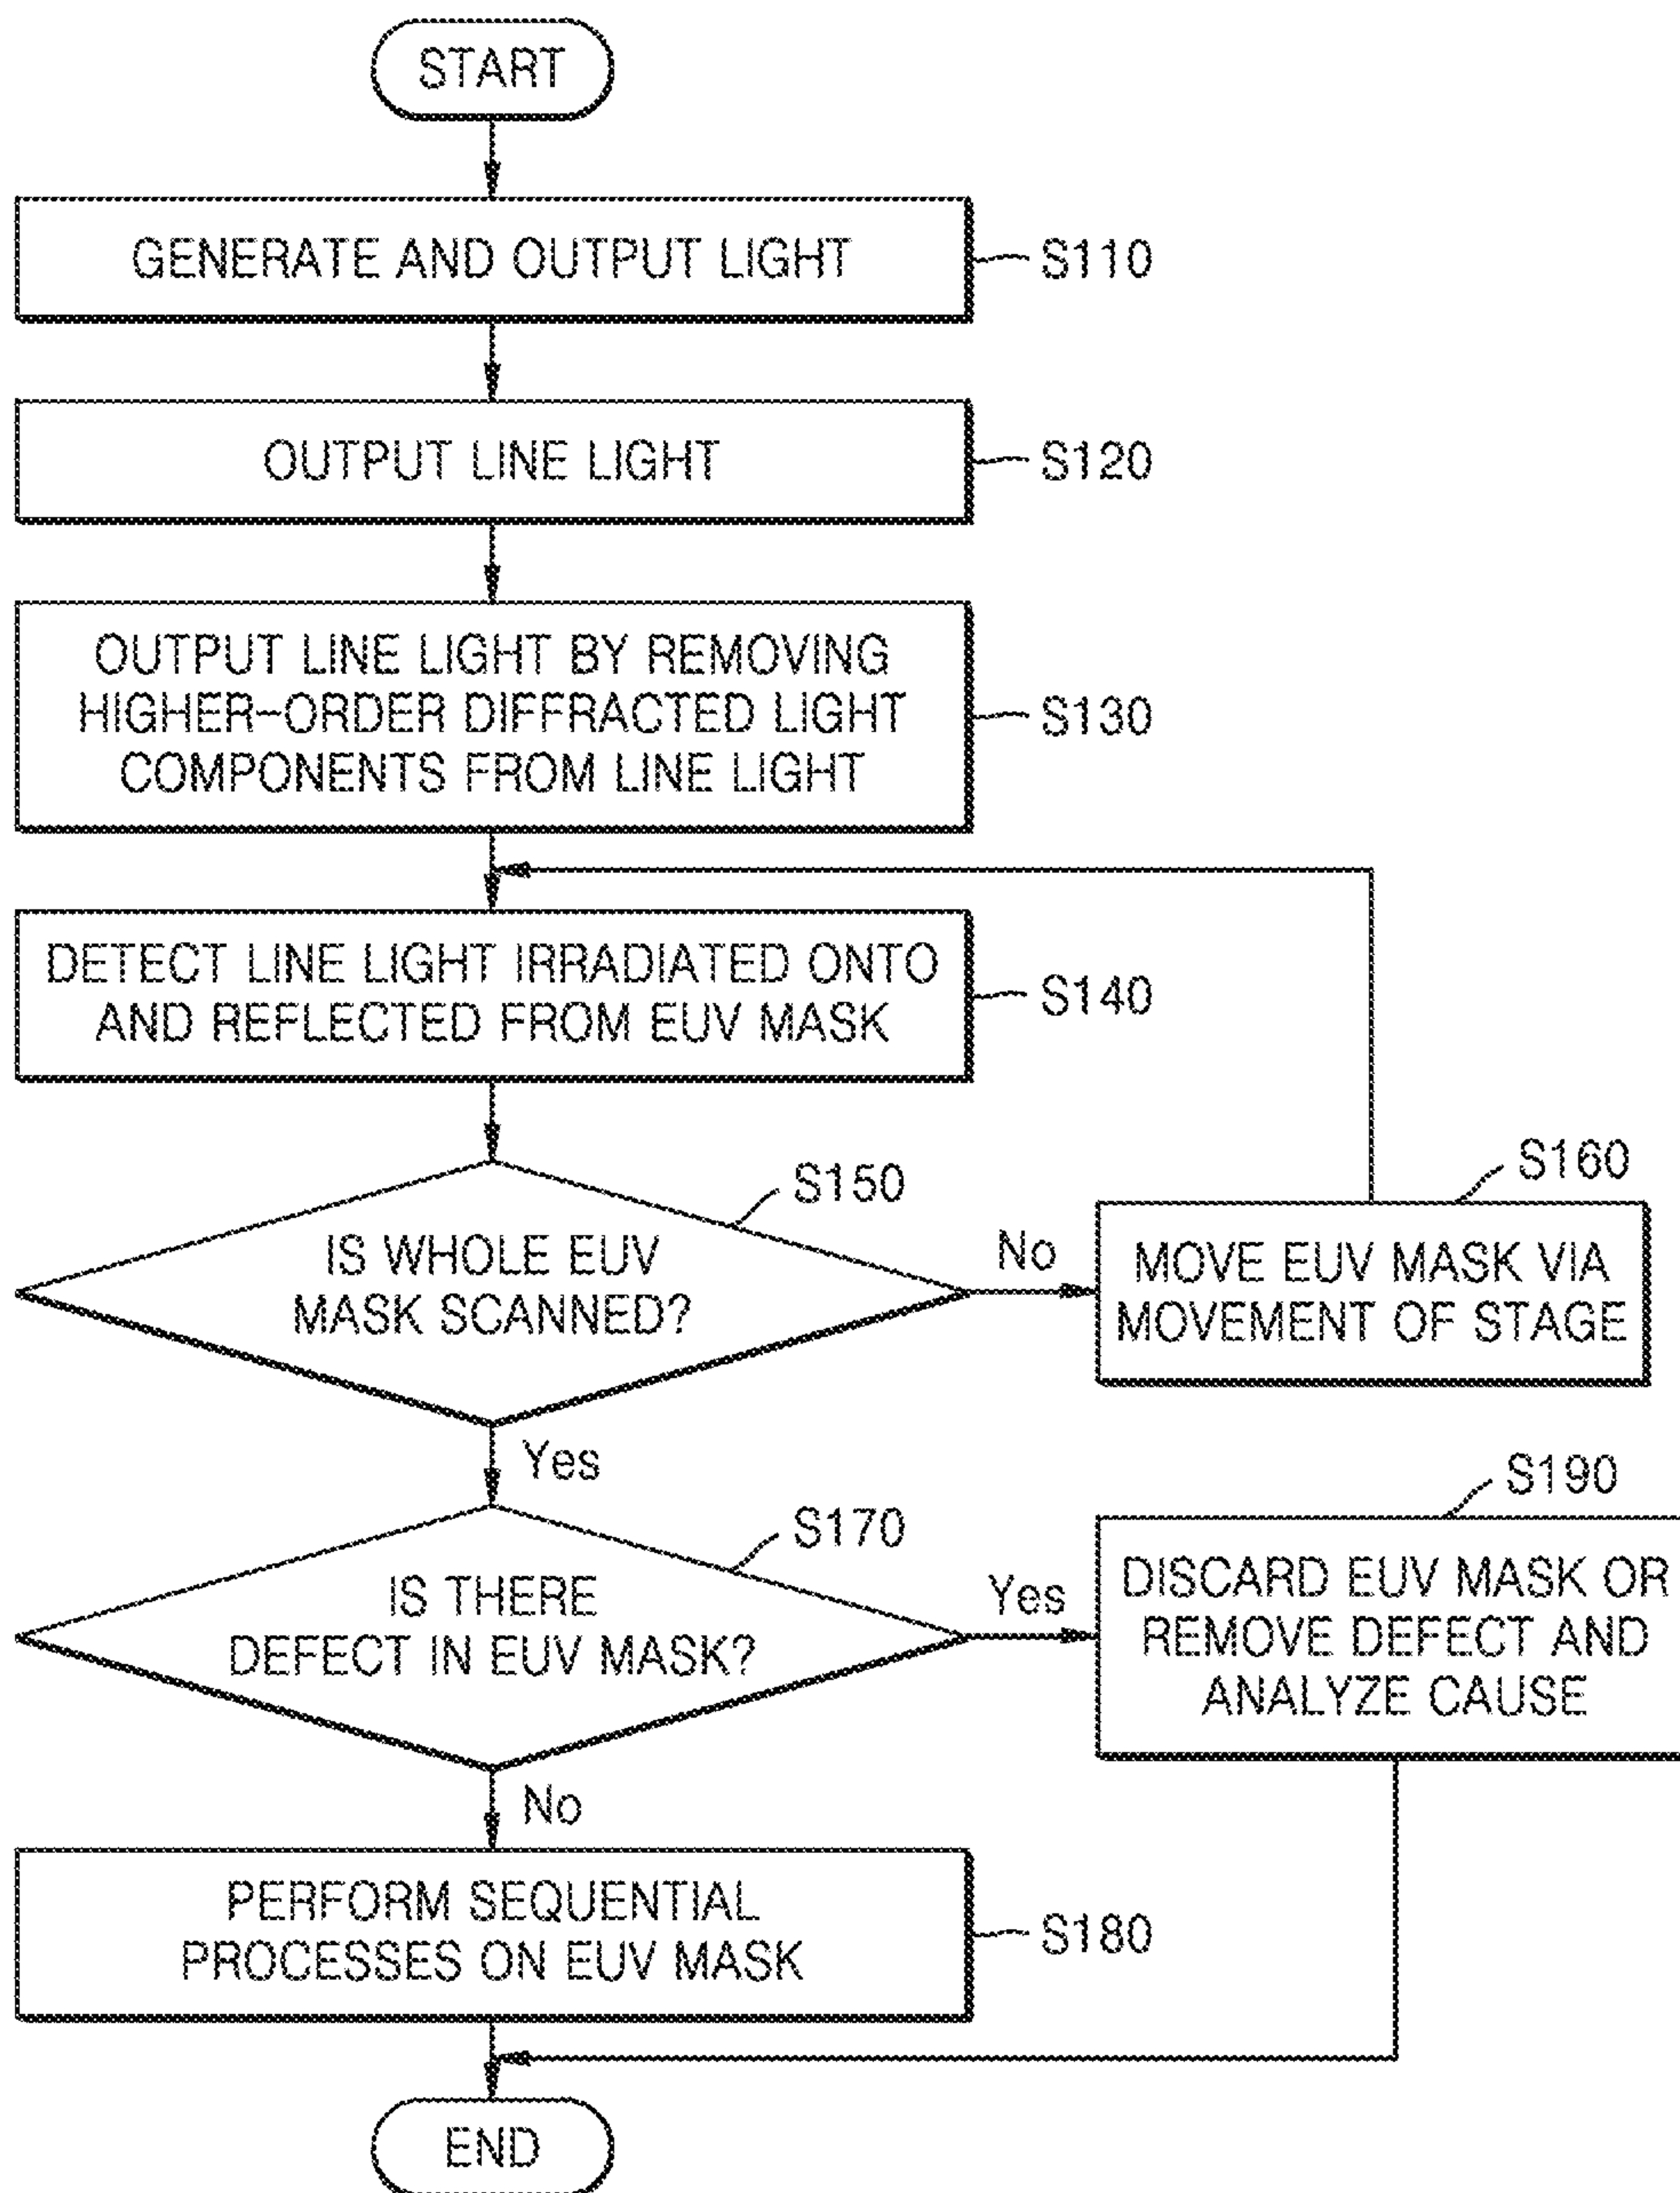 START
GENERATE AND OUTPUT LIGHT
S110
OUTPUT LINE LIGHT
S120
OUTPUT LINE LIGHT BY REMOVING
HIGHER-ORDER DIFFRACTED LIGHT
COMPONENTS FROM LINE LIGHT
S130
DETECT LINE LIGHT IRRADIATED ONTO
AND REFLECTED FROM EUV MASK
S140
S150
IS WHOLE EUV
MASK SCANNED?
No
S160
MOVE EUV MASK VIA
MOVEMENT OF STAGE
Yes
S170
IS THERE
DEFECT IN EUV MASK?
Yes
S190
DISCARD EUV MASK OR
REMOVE DEFECT AND
ANALYZE CAUSE
No
PERFORM SEQUENTIAL
PROCESSES ON EUV MASK
S180
END